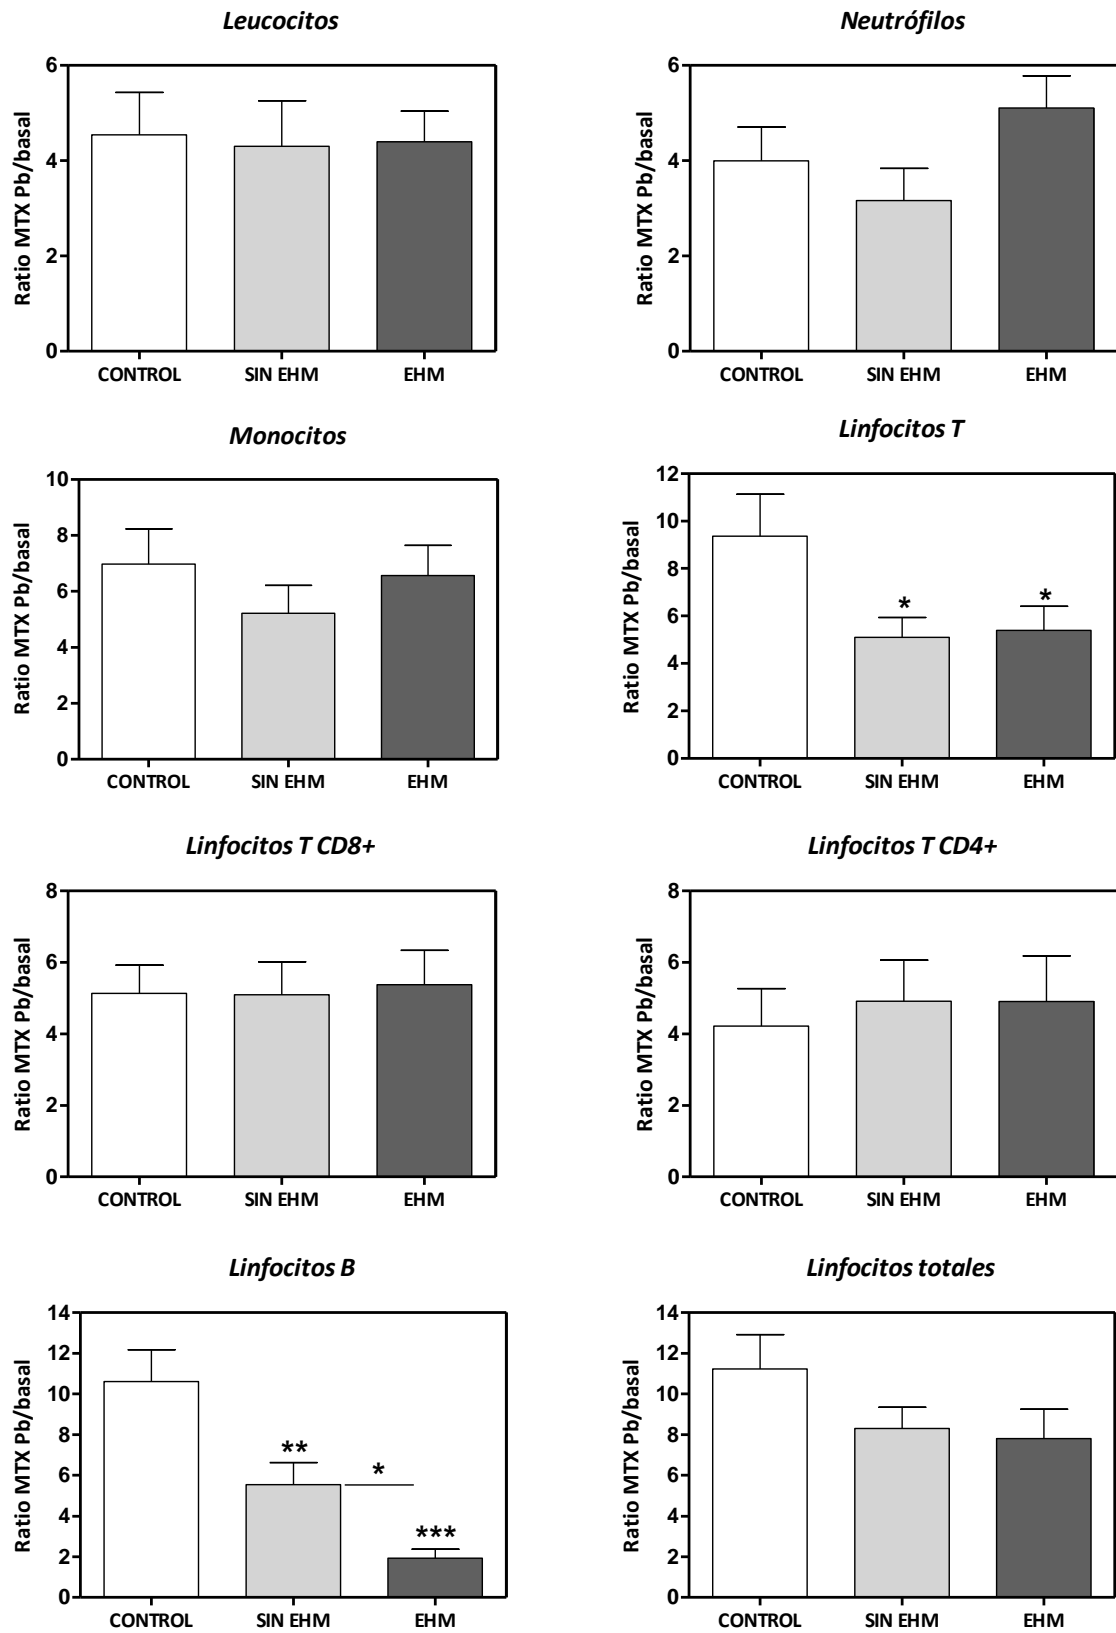 Leucocitos
Ratio MTX Pb/basal
6
4
2
0
CONTROL SIN EHM EHM
Neutrófilos
Ratio MTX Pb/basal
6
4
2
0
CONTROL SIN EHM EHM
Monocitos
Ratio MTX Pb/basal
10
8
6
4
2
0
CONTROL SIN EHM EHM
Linfocitos T
Ratio MTX Pb/basal
12
10
8
6
4
2
0
* *
CONTROL SIN EHM EHM
Linfocitos T CD8+
Ratio MTX Pb/basal
8
6
4
2
0
CONTROL SIN EHM EHM
Linfocitos T CD4+
Ratio MTX Pb/basal
8
6
4
2
0
CONTROL SIN EHM EHM
Linfocitos B
Ratio MTX Pb/basal
14
12
10
8
6
4
2
0
**
*
***
CONTROL SIN EHM EHM
Linfocitos totales
Ratio MTX Pb/basal
14
12
10
8
6
4
2
0
CONTROL SIN EHM EHM